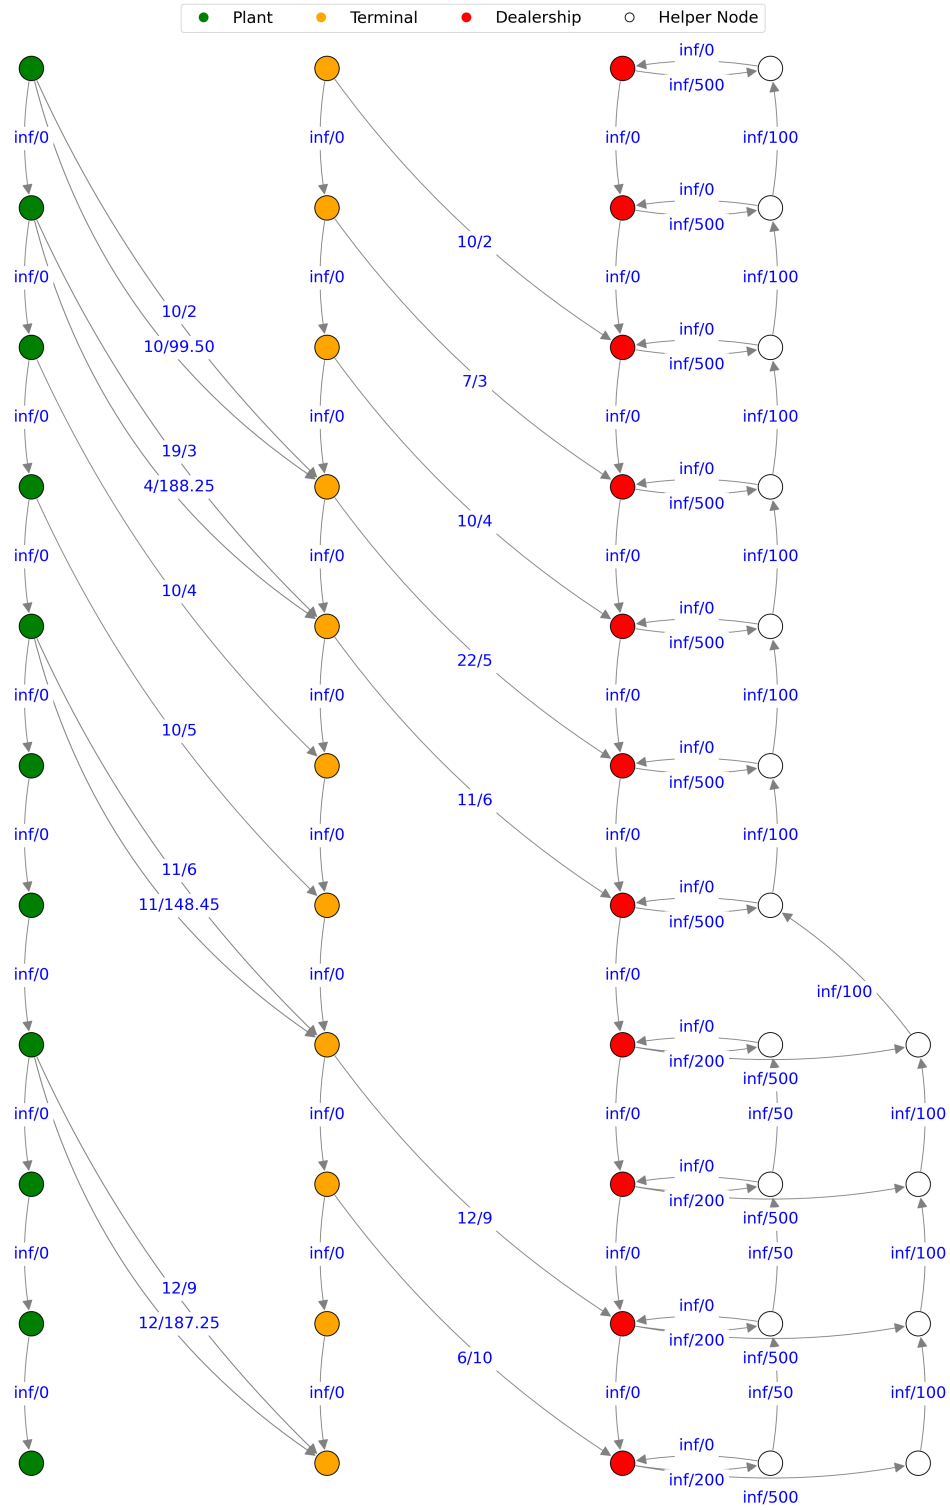 Plant Terminal Dealership Helper Node
inf/0
inf/500
inf/0 inf/0 inf/0 inf/100
inf/0
inf/500
10/2
inf/0 inf/0 inf/0 inf/100
10/2
inf/0
10/99.50
inf/500
7/3
inf/0 inf/0 inf/0 inf/100
19/3
inf/0
4/188.25
inf/500
10/4
inf/0 inf/0 inf/0 inf/100
10/4
inf/0
inf/500
22/5
inf/0 inf/0 inf/0 inf/100
10/5
inf/0
inf/500
11/6
inf/0 inf/0 inf/0 inf/100
11/6
inf/0
11/148.45
inf/500
inf/0 inf/0 inf/0
inf/100
inf/0
inf/200
inf/500
inf/0 inf/0 inf/0 inf/50 inf/100
inf/0
inf/200
12/9
inf/500
inf/0 inf/0 inf/0 inf/50 inf/100
12/9
inf/0
12/187.25
inf/200
6/10
inf/500
inf/0 inf/0 inf/0 inf/50 inf/100
inf/0
inf/200
inf/500